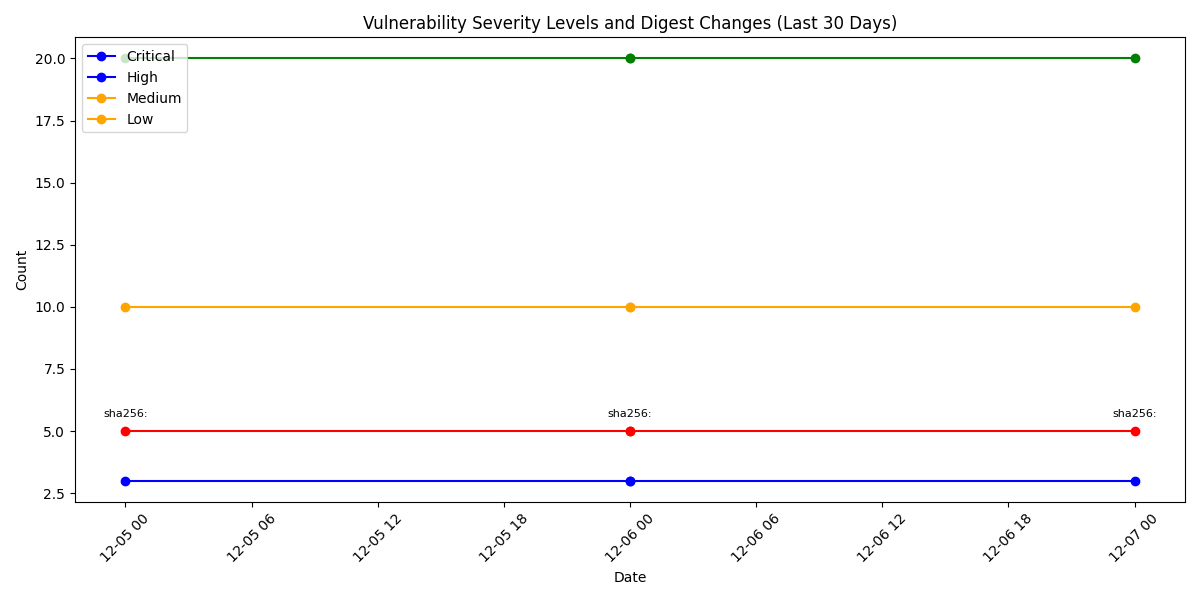 Vulnerability Severity Levels and Digest Changes (Last 30 Days)
Critical
High
Medium
Low
Count
20.0
17.5
15.0
12.5
10.0
7.5
5.0
2.5
sha256:
sha256:
sha256:
12-05 00
12-05 06
12-05 12
12-05 18
12-06 00
12-06 06
12-06 12
12-06 18
12-07 00
Date